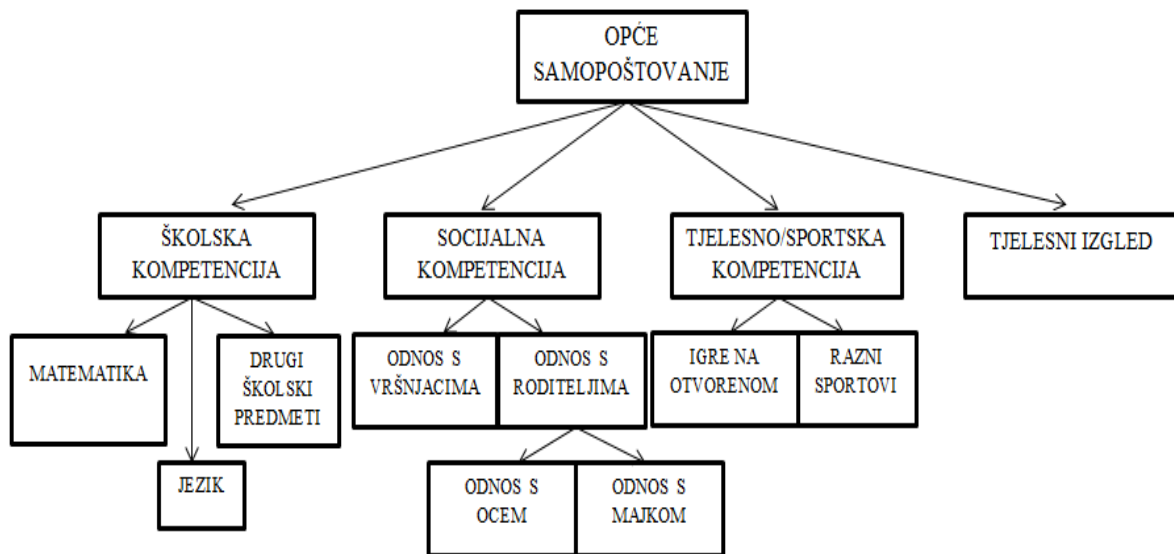 OPĆE
SAMOPOŠTOVANJE
ŠKOLSKA
KOMPETENCIJA
SOCIJALNA
KOMPETENCIJA
TJELESNO/SPORTSKA
KOMPETENCIJA
TJELESNI IZGLED
MATEMATIKA
DRUGI
ŠKOLSKI
PREDMETI
ODNOS S
VRŠNJACIMA
ODNOS S
RODITELJIMA
IGRE NA
OTVORENOM
RAZNI
SPORTOVI
JEZIK
ODNOS S
OCEM
ODNOS S
MAJKOM